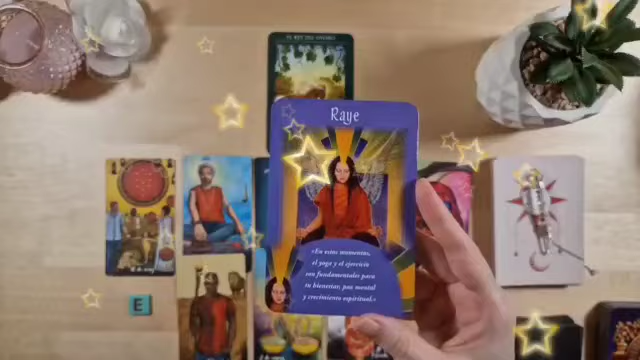 Raye
«En estos momentos,
el yoga y el ejercicio
son fundamentales para
tu bienestar, paz mental
y crecimiento espiritual.»
E